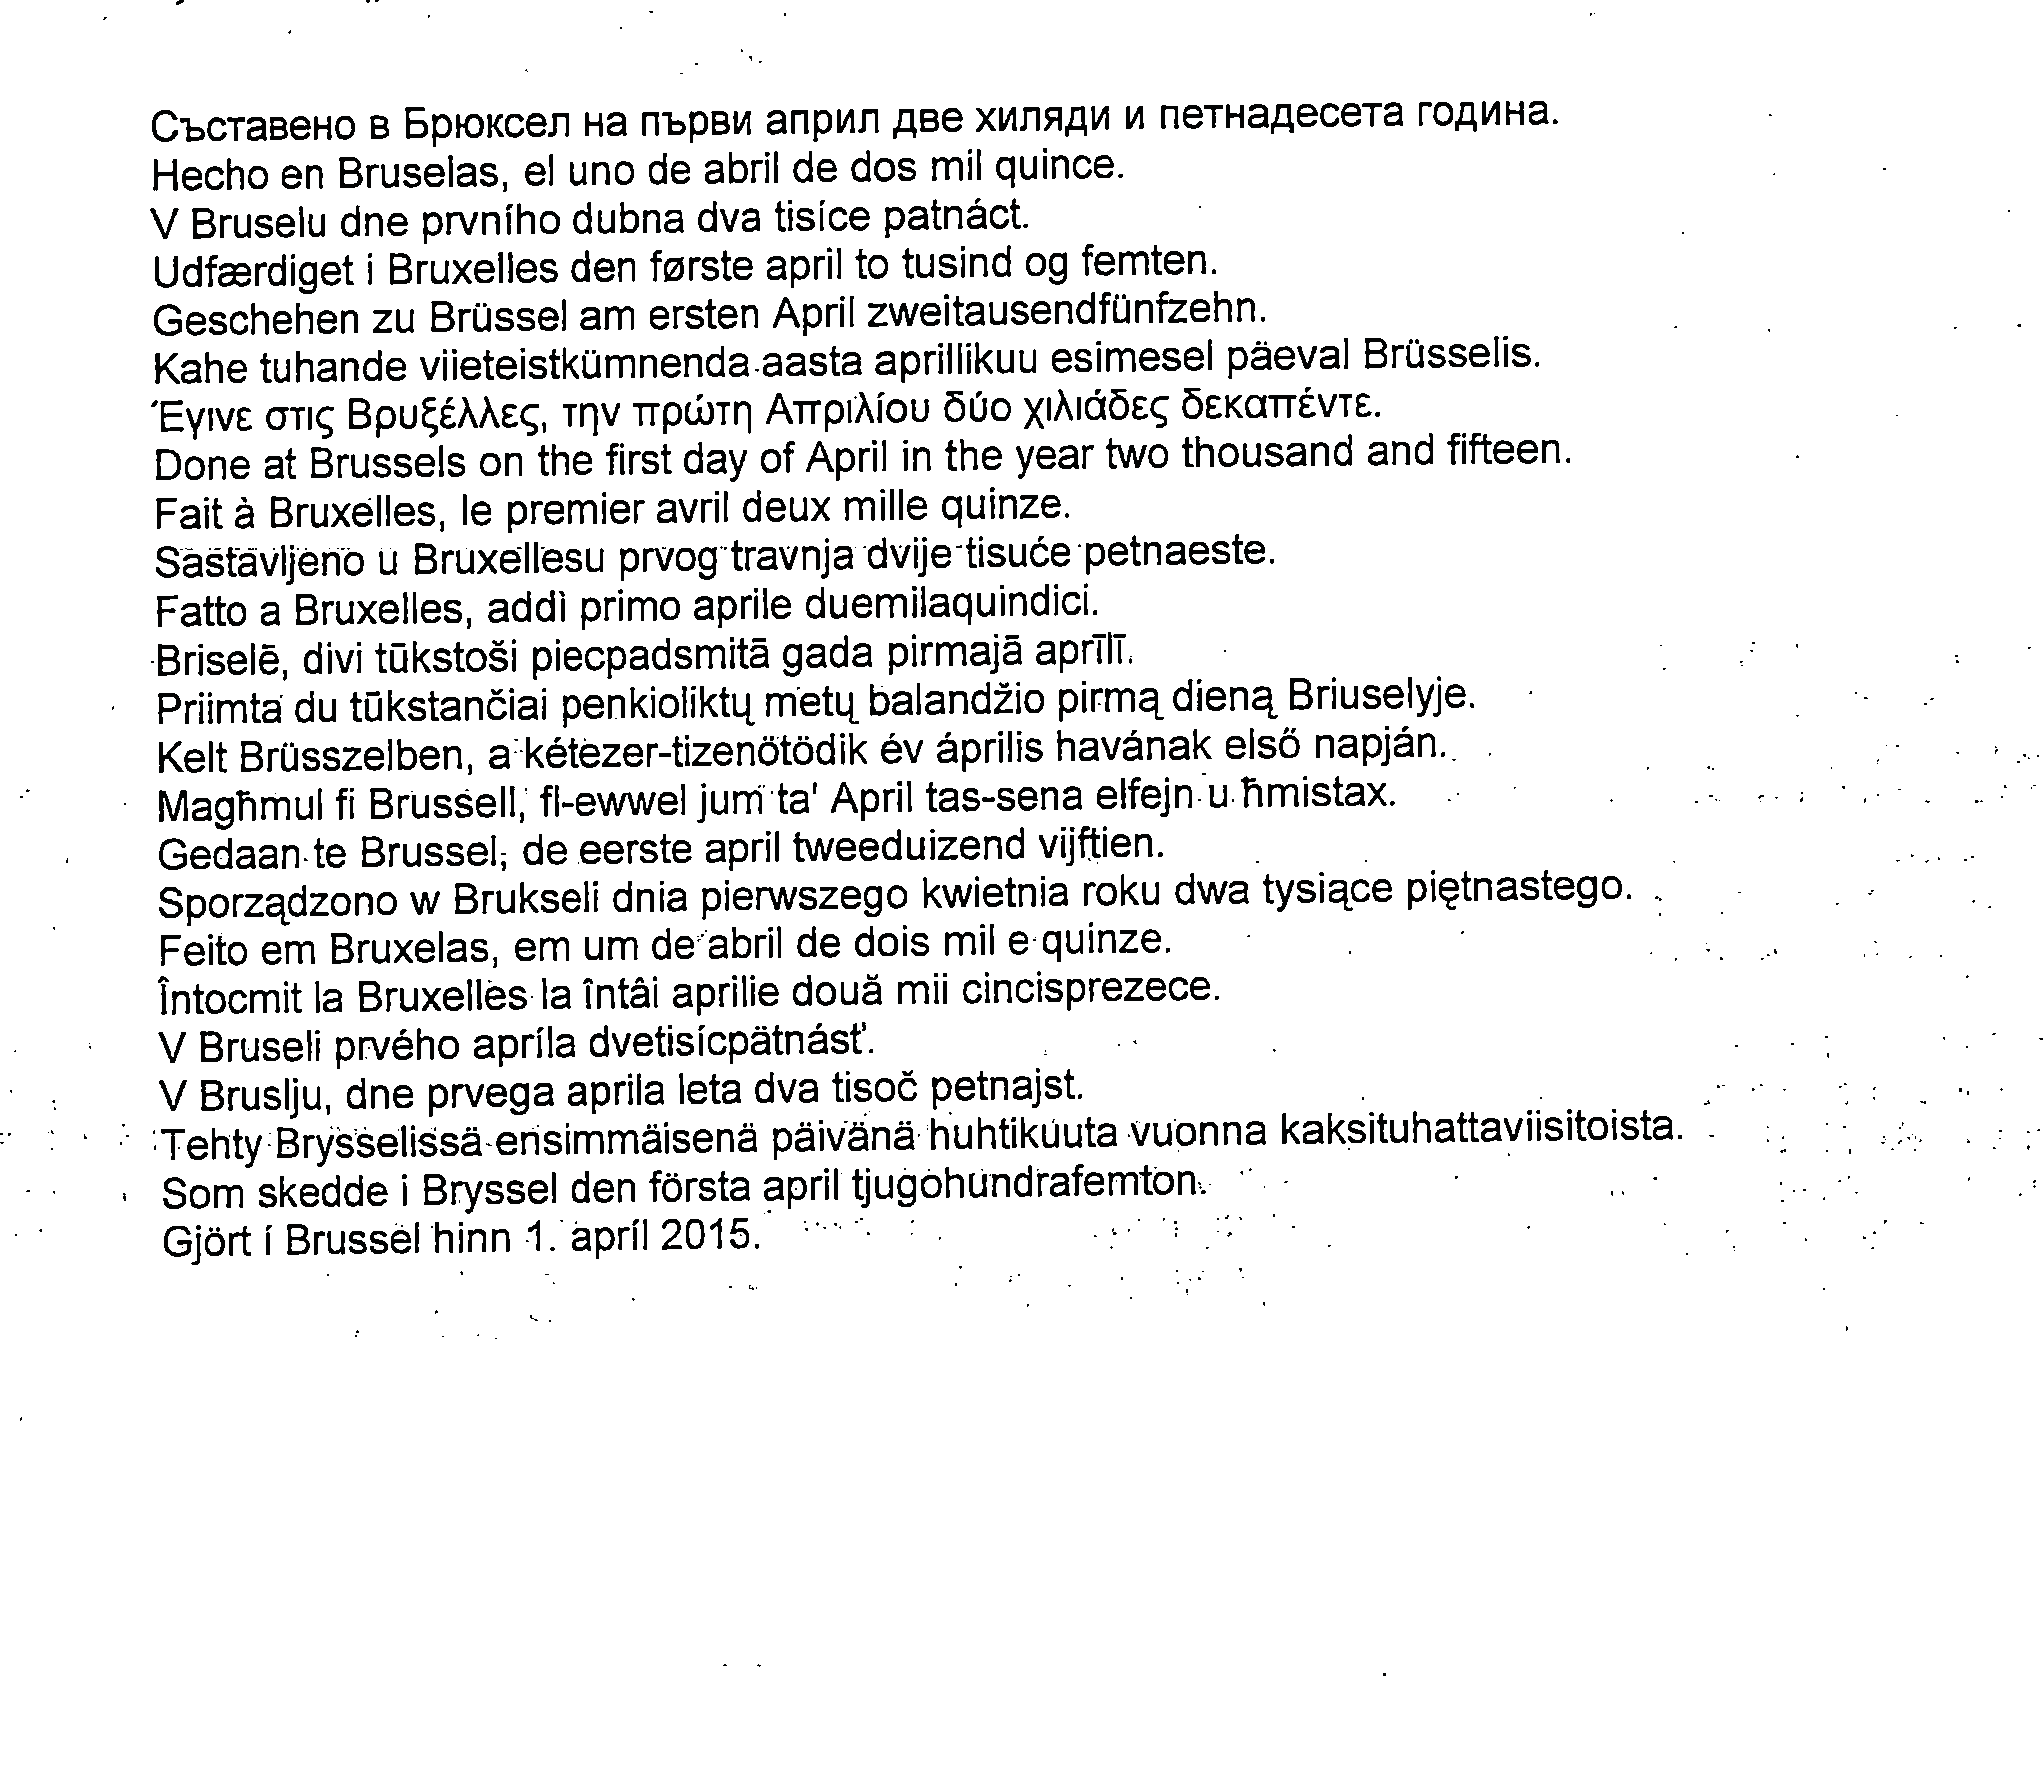 Съставено в Брюксел на първи април две хиляди и петнадесета година.
Hecho en Bruselas, el uno de abril de dos mil quince.
V Bruselu dne prvního dubna dva tisíce patnáct.
Udfærdiget i Bruxelles den første april to tusind og femten.
Geschehen zu Brüssel am ersten April zweitausendfünfzehn.
Kahe tuhande viieteistkümnenda aasta aprillikuu esimesel päeval Brüsselis.
Έγινε στις Βρυξέλλες, την πρώτη Απριλίου δύο χιλιάδες δεκαπέντε.
Done at Brussels on the first day of April in the year two thousand and fifteen.
Fait à Bruxelles, le premier avril deux mille quinze.
Sastavljeno u Bruxellesu prvog travnja dvije tisuće petnaeste.
Fatto a Bruxelles, addì primo aprile duemilaquindici.
Briselē, divi tūkstoši piecpadsmitā gada pirmajā aprīlī.
Priimta du tūkstančiai penkioliktų metų balandžio pirmą dieną Briuselyje.
Kelt Brüsszelben, a kétezer-tizenötödik év április havának első napján.
Magħmul fi Brussell, fl-ewwel jum ta' April tas-sena elfejn u ħmistax.
Gedaan te Brussel, de eerste april tweeduizend vijftien.
Sporządzono w Brukseli dnia pierwszego kwietnia roku dwa tysiące piętnastego.
Feito em Bruxelas, em um de abril de dois mil e quinze.
Întocmit la Bruxelles la întâi aprilie două mii cincisprezece.
V Bruseli prvého apríla dvetisícpätnásť.
V Bruslju, dne prvega aprila leta dva tisoč petnajst.
Tehty Brysselissä ensimmäisenä päivänä huhtikuuta vuonna kaksituhattaviisitoista.
Som skedde i Bryssel den första april tjugohundrafemton.
Gjört í Brussel hinn 1. apríl 2015.